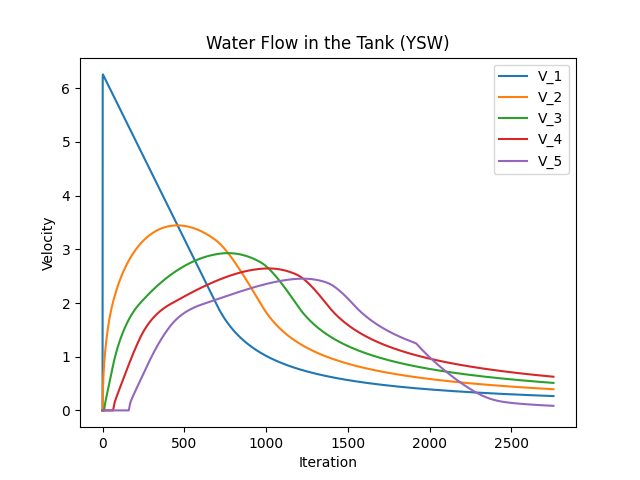 Water Flow in the Tank (YSW)
V_1
V_2
V_3
V_4
V_5
Velocity
6
5
4
3
2
1
0
0 500 1000 1500 2000 2500
Iteration